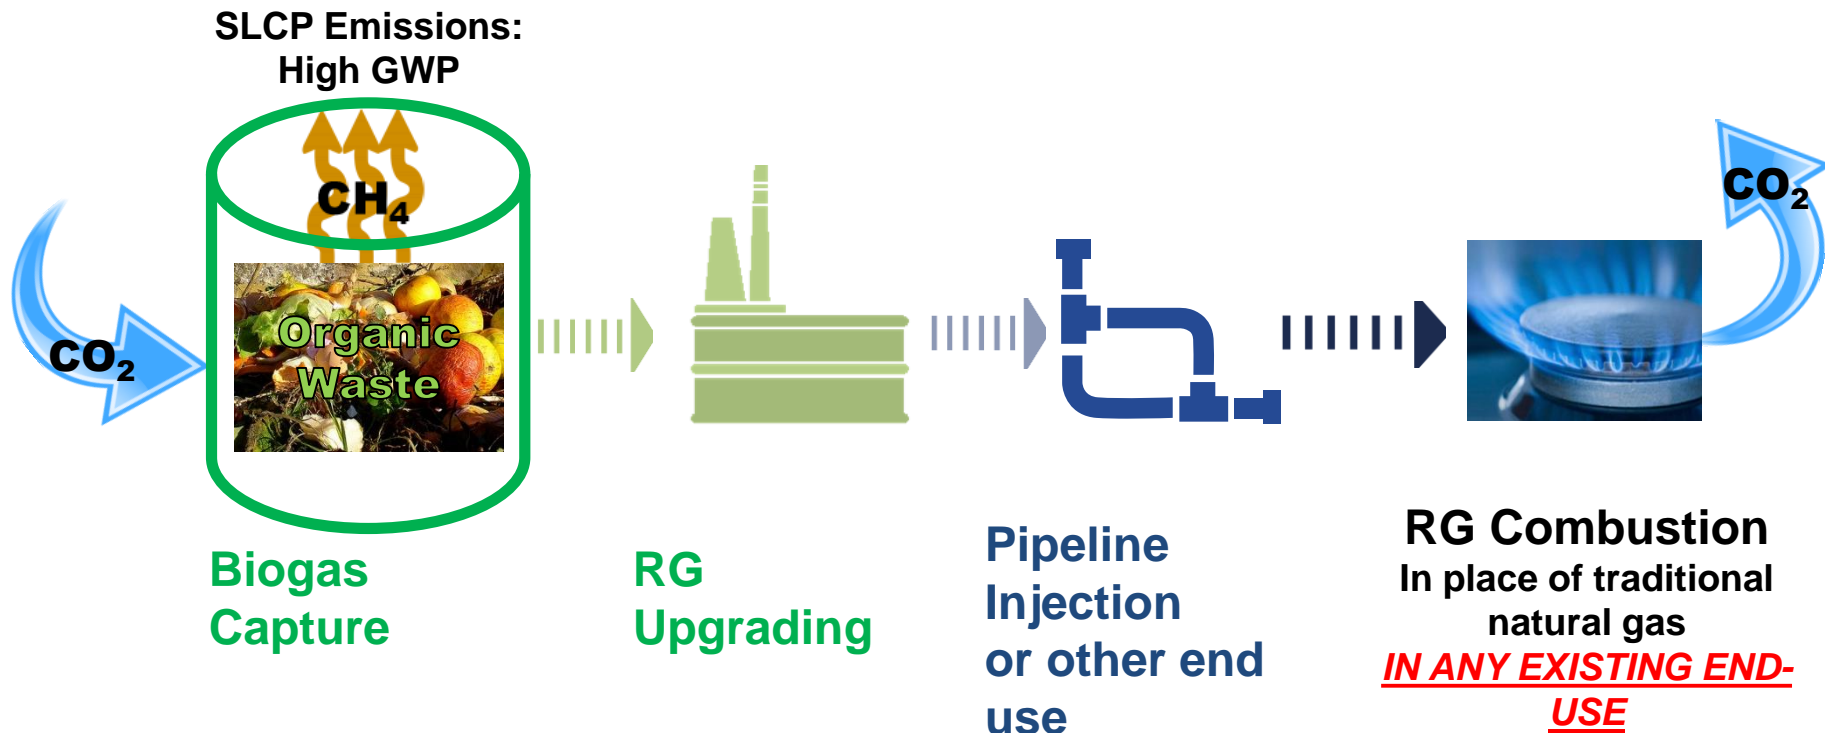 SLCP Emissions:
High GWP
CH₄
CO₂
Organic
Waste
CO₂
Biogas
Capture
RG
Upgrading
Pipeline
Injection
or other end
use
RG Combustion
In place of traditional
natural gas
IN ANY EXISTING END-
USE